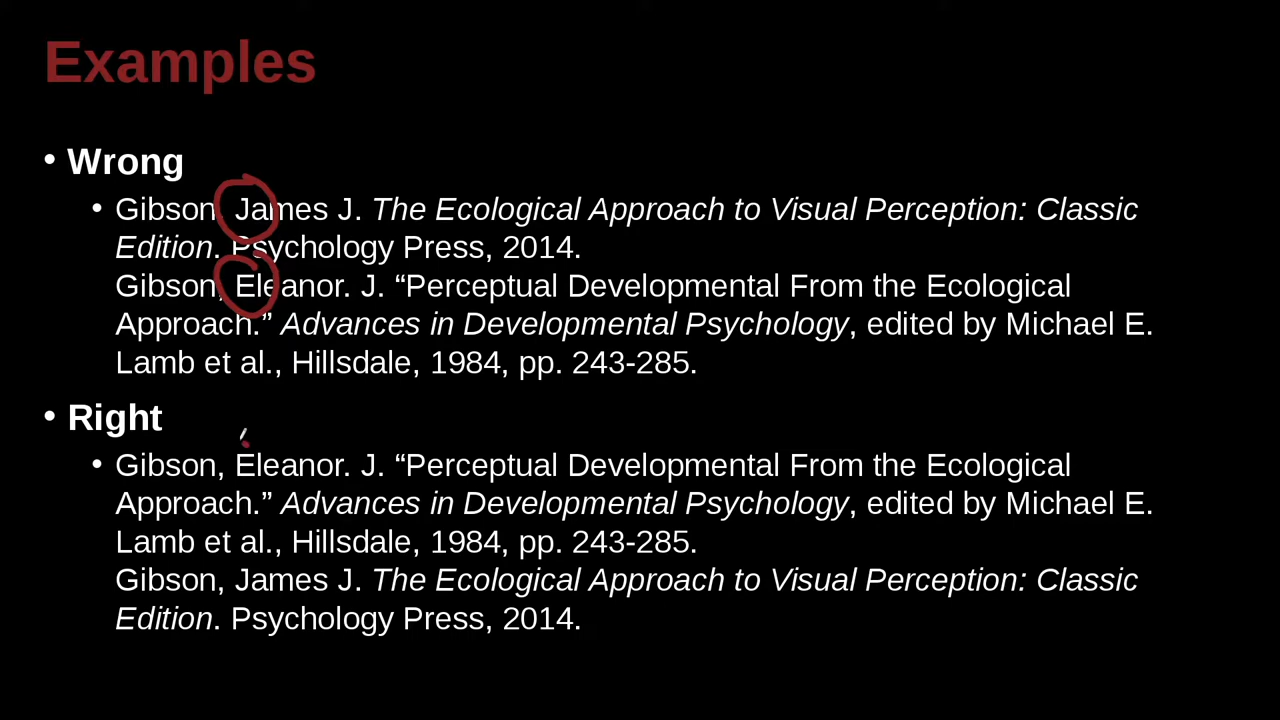 Examples
• Wrong
• Gibson, James J. The Ecological Approach to Visual Perception: Classic
Edition. Psychology Press, 2014.
Gibson, Eleanor. J. “Perceptual Developmental From the Ecological
Approach.” Advances in Developmental Psychology, edited by Michael E.
Lamb et al., Hillsdale, 1984, pp. 243-285.
• Right
• Gibson, Eleanor. J. “Perceptual Developmental From the Ecological
Approach.” Advances in Developmental Psychology, edited by Michael E.
Lamb et al., Hillsdale, 1984, pp. 243-285.
Gibson, James J. The Ecological Approach to Visual Perception: Classic
Edition. Psychology Press, 2014.